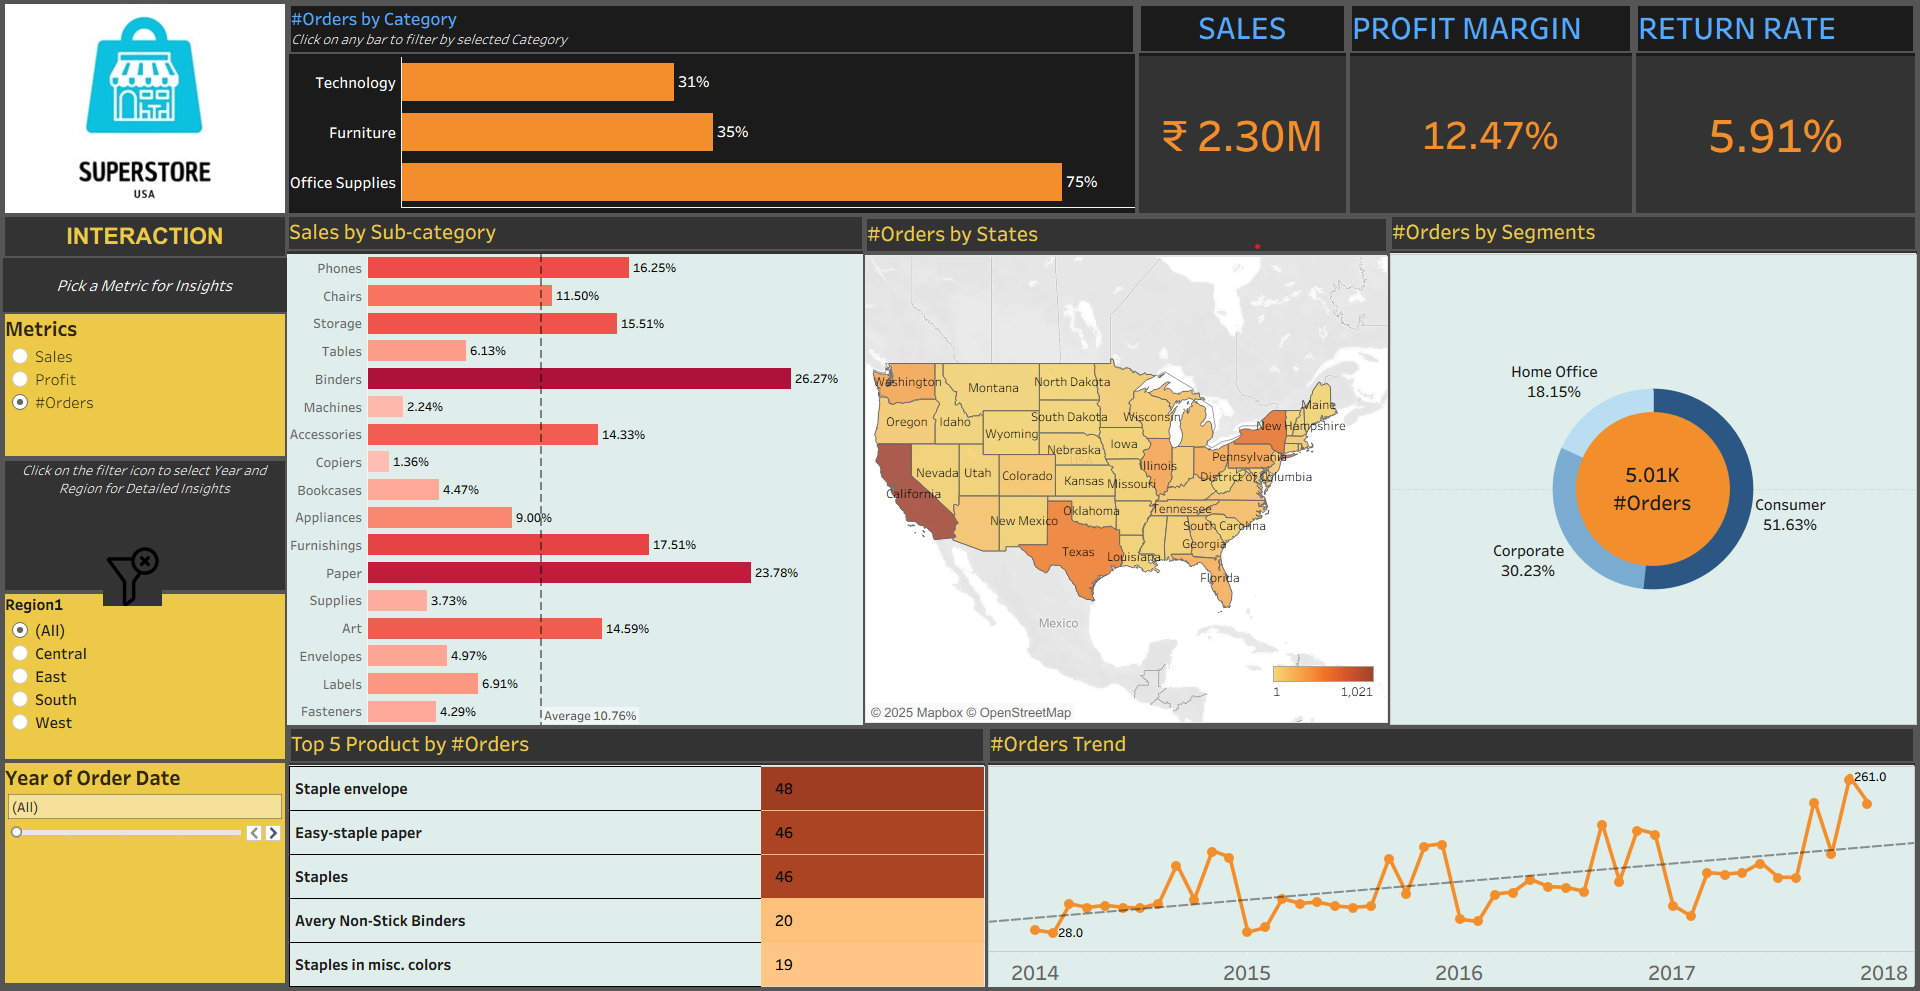 SUPERSTORE
USA
#Orders by Category
Click on any bar to filter by selected Category
Technology
31%
Furniture
35%
Office Supplies
75%
SALES
₹ 2.30M
PROFIT MARGIN
12.47%
RETURN RATE
5.91%
INTERACTION
Pick a Metric for Insights
Metrics
Sales
Profit
#Orders
Click on the filter icon to select Year and
Region for Detailed Insights
Region1
(All)
Central
East
South
West
Year of Order Date
(All)
Sales by Sub-category
Phones 16.25%
Chairs 11.50%
Storage 15.51%
Tables 6.13%
Binders 26.27%
Machines 2.24%
Accessories 14.33%
Copiers 1.36%
Bookcases 4.47%
Appliances 9.00%
Furnishings 17.51%
Paper 23.78%
Supplies 3.73%
Art 14.59%
Envelopes 4.97%
Labels 6.91%
Fasteners 4.29%
Average 10.76%
#Orders by States
Washington
Montana
North Dakota
Maine
Oregon
Idaho
South Dakota
Wisconsin
New Hampshire
Wyoming
Iowa
Nebraska
Pennsylvania
USA
Illinois
Nevada
Utah
Colorado
Kansas
Missouri
District of Columbia
California
Oklahoma
Tennessee
New Mexico
South Carolina
Georgia
Texas
Louisiana
Florida
Mexico
1
1,021
© 2025 Mapbox © OpenStreetMap
#Orders by Segments
Home Office
18.15%
5.01K
#Orders
Consumer
51.63%
Corporate
30.23%
Top 5 Product by #Orders
Staple envelope 48
Easy-staple paper 46
Staples 46
Avery Non-Stick Binders 20
Staples in misc. colors 19
#Orders Trend
261.0
28.0
2014 2015 2016 2017 2018